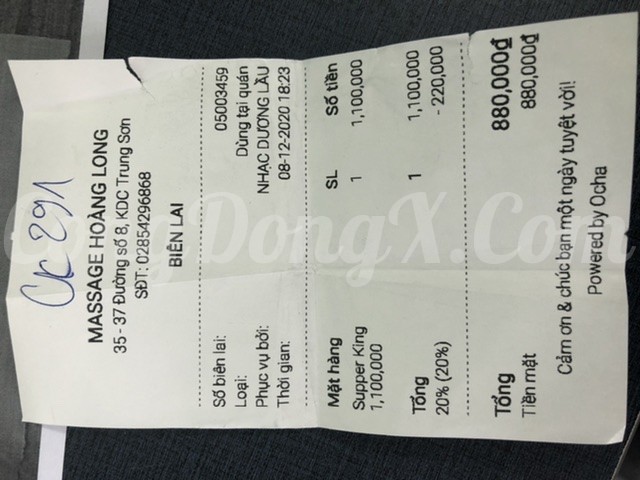 CK 291
MASSAGE HOÀNG LONG
35 - 37 Đường số 8, KDC Trung Sơn
SĐT: 02854296868
BIÊN LAI
Số biên lai: 05003459
Loại: Dùng tại quán
Phục vụ bởi: NHẠC DƯƠNG LẦU
Thời gian: 08-12-2020 18:23
Mặt hàng SL Số tiền
Supper King 1 1,100,000
1,100,000
Tổng 1 1,100,000
20% (20%) - 220,000
Tổng 880,000₫
Tiền mặt 880,000₫
Cảm ơn & chúc bạn một ngày tuyệt vời!
Powered by Ocha
CongDongX.Com